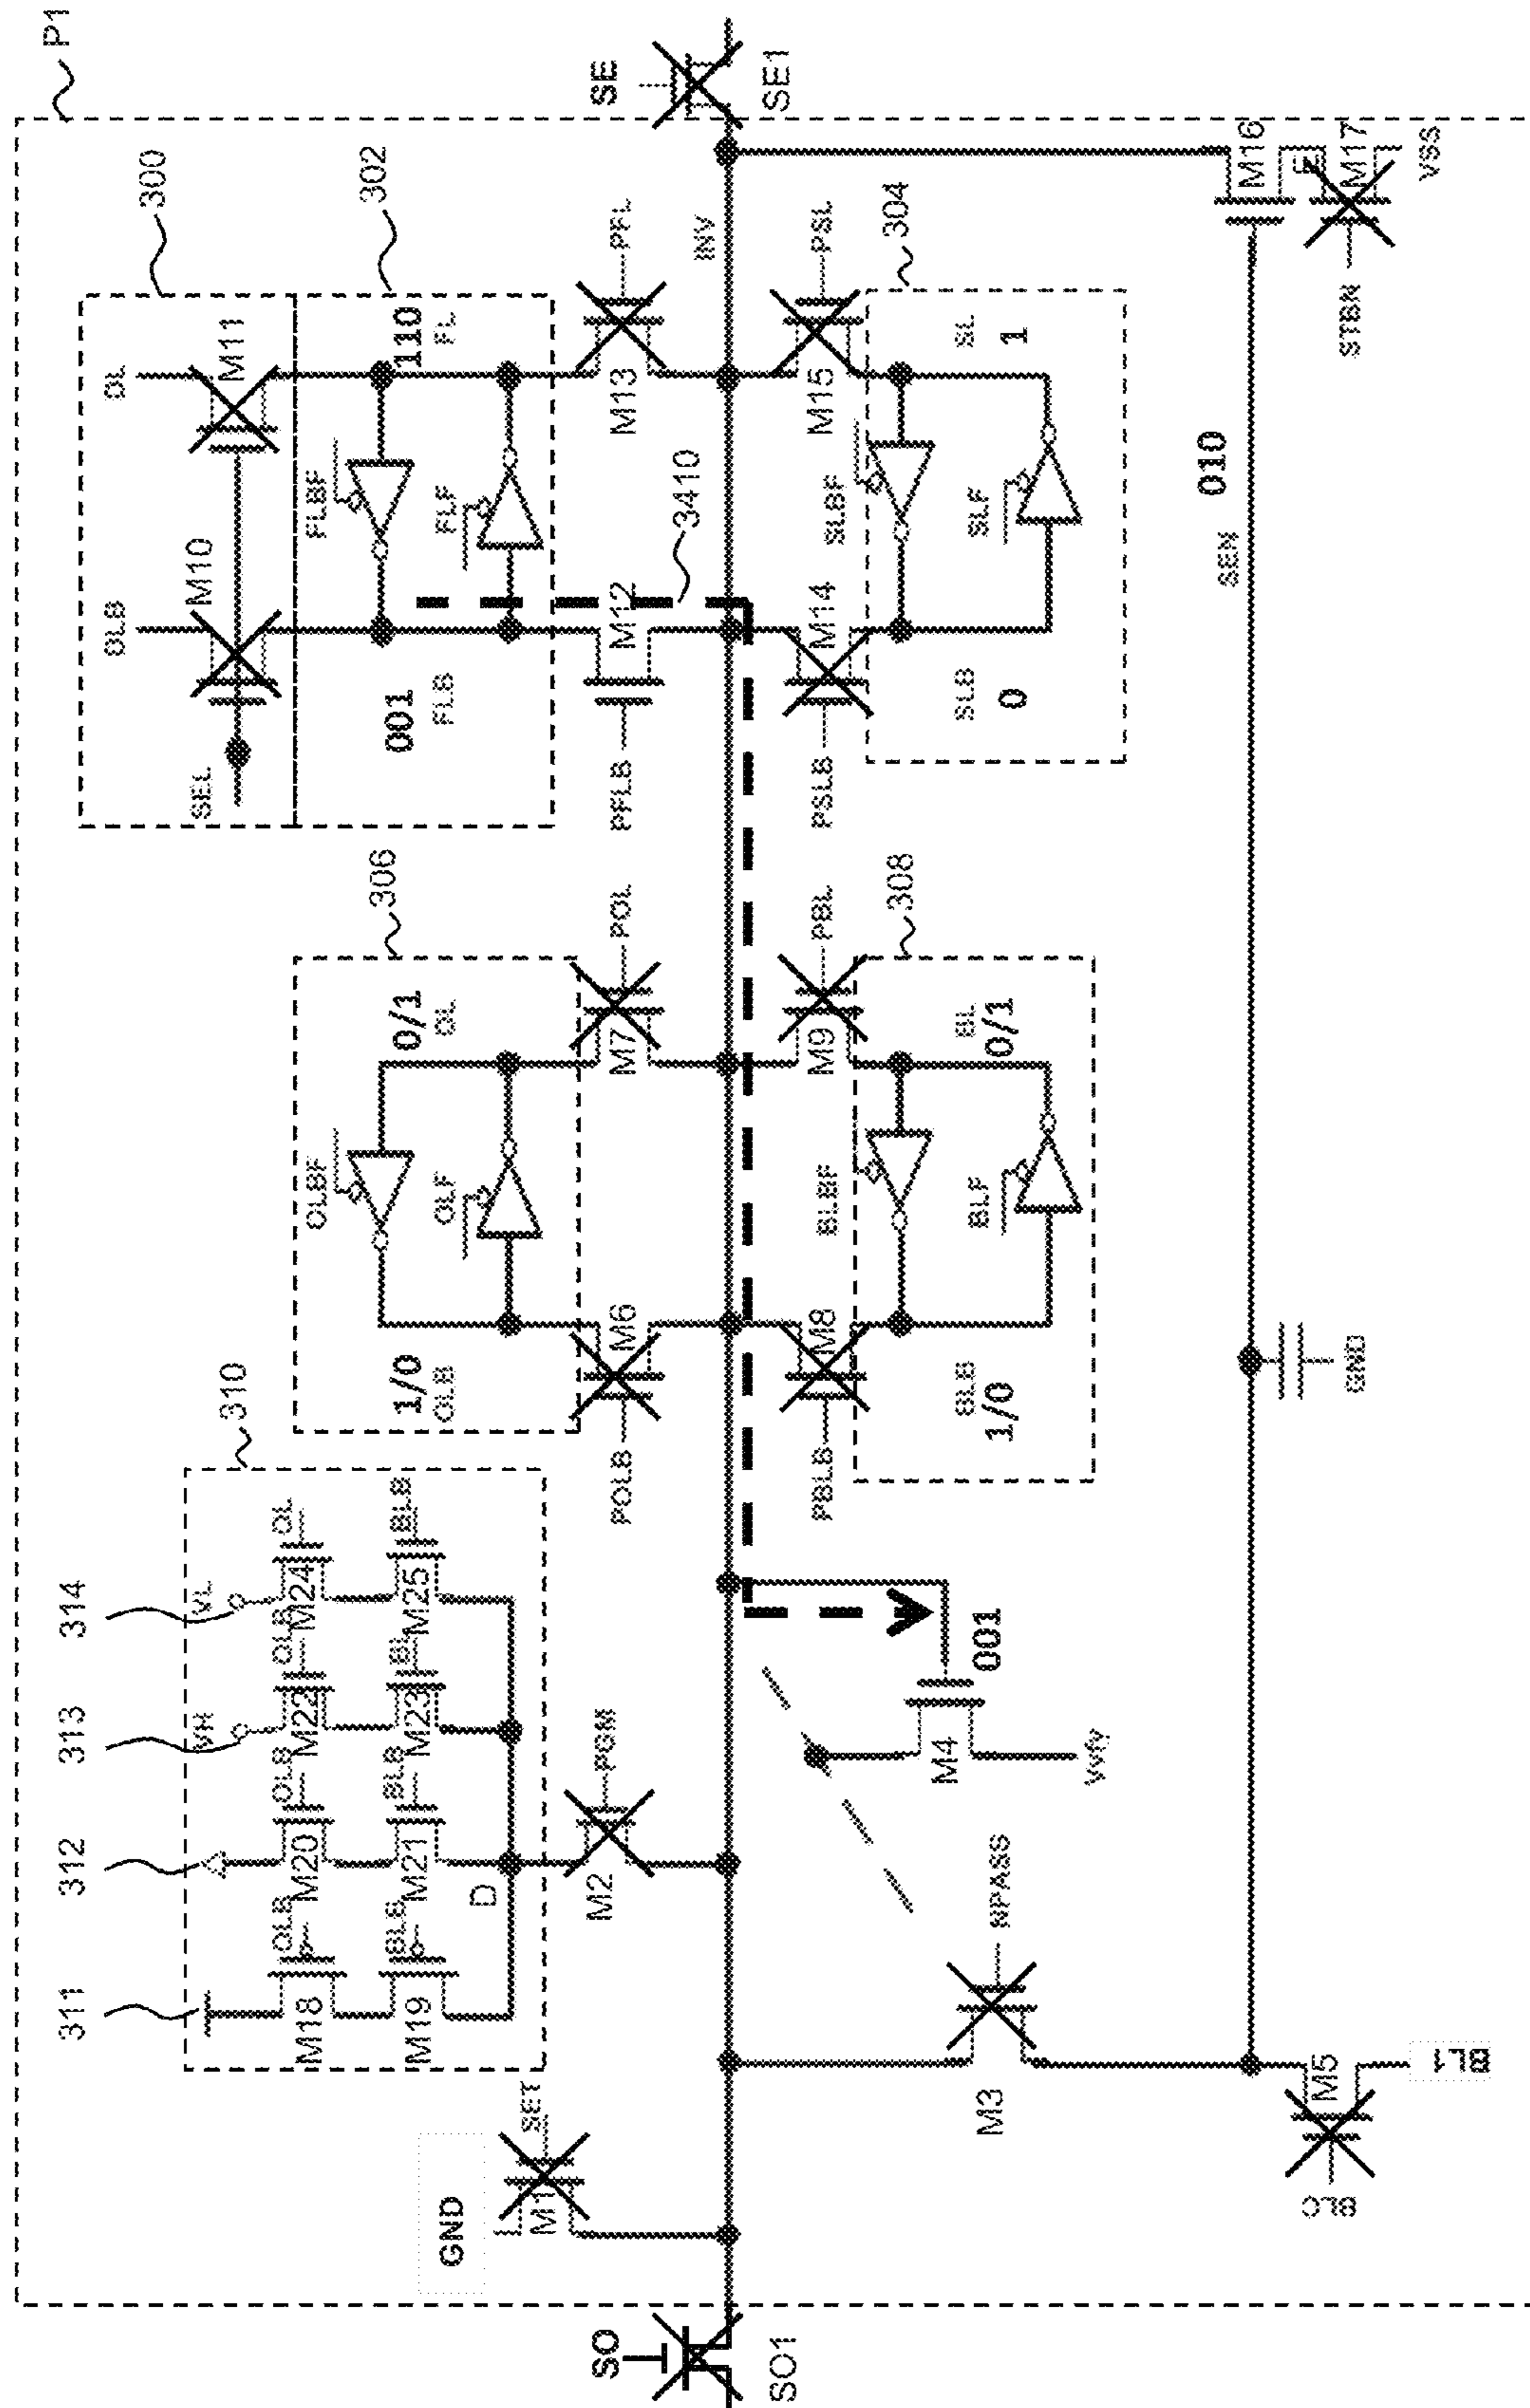 P1
300
302
304
306
308
310
311
312
313
314
3410
SE
SE1
SO
SO1
GND
SET
M1
M2
PGM
D
M18
M19
OLB
BLB
M20
M21
OLB
BLB
VH
M22
M23
OLB
BL
VL
M24
M25
OL
BLB
OLBF
OLF
1/0
OLB
0/1
OL
POLB
M6
M7
POL
PBLB
M8
M9
PBL
BLBF
BLF
BLB
1/0
BL
0/1
SEL
BLB
M10
DL
M11
FLBF
FLF
001
FLB
110
FL
PFLB
M12
M13
PFL
INV
PSLB
M14
M15
PSL
SLBF
SLF
SLB
0
SL
1
M4
001
Vvfy
M3
NPASS
M5
BLC
BL1
GND
SEN
010
M16
M17
STBN
VSS